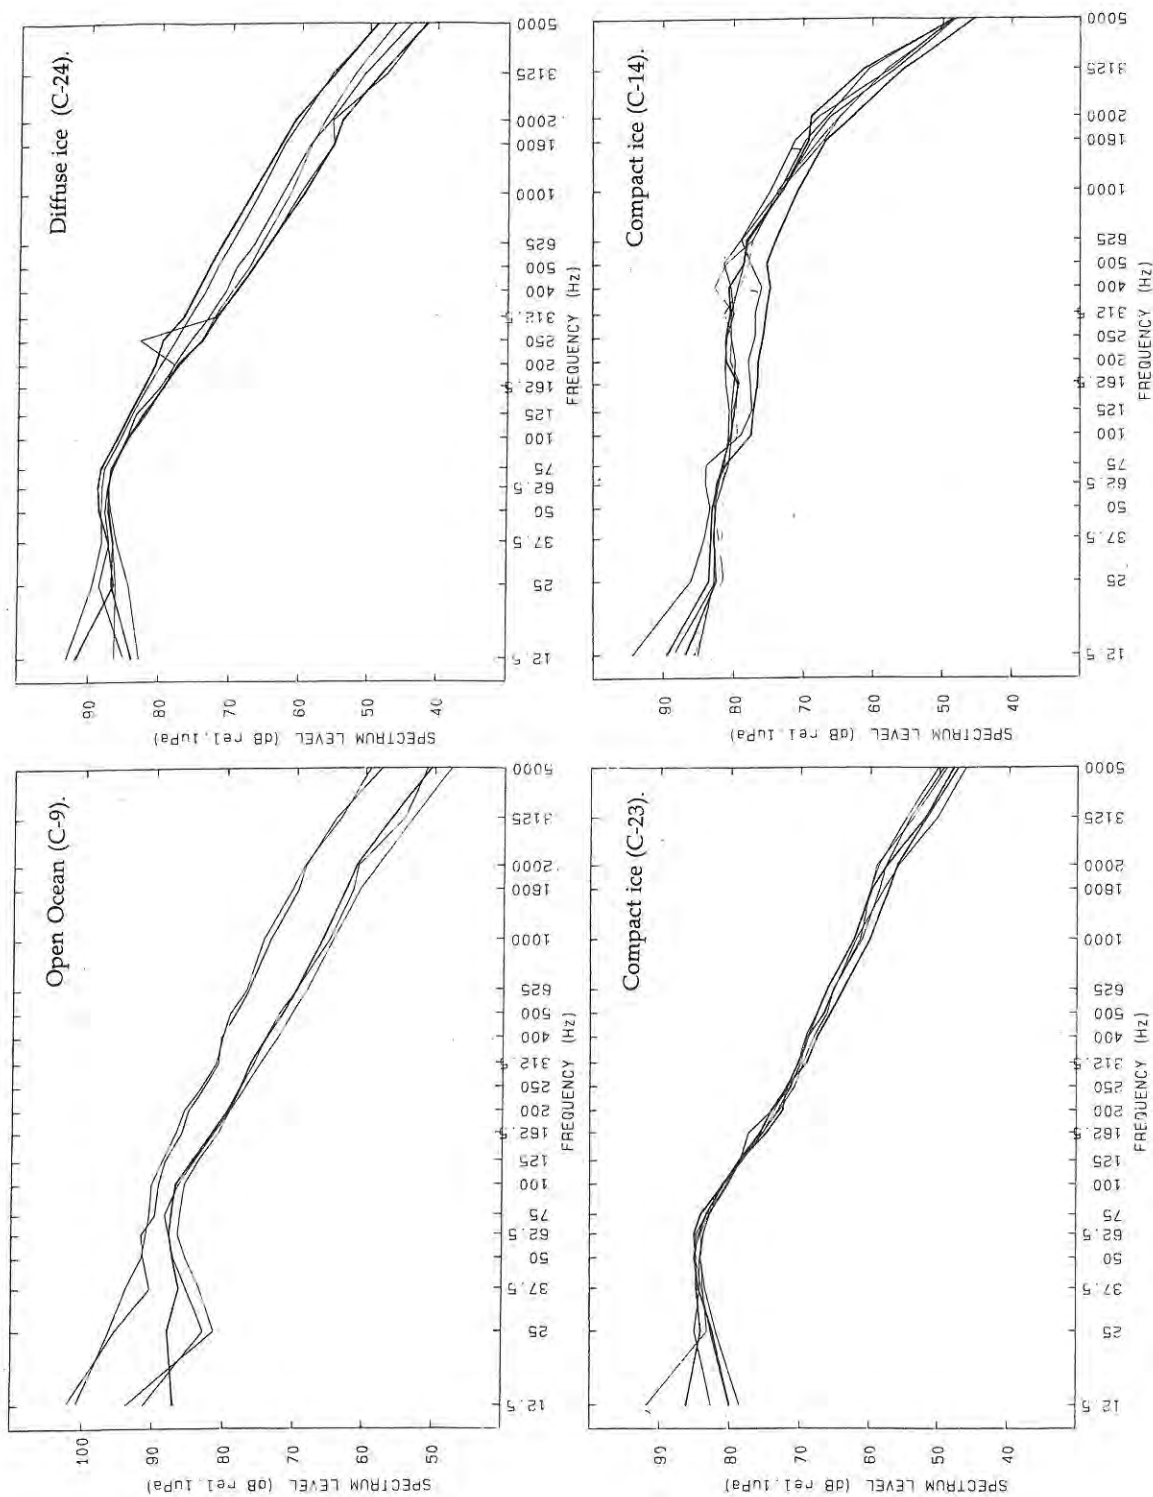 Open Ocean (C-9).
SPECTRUM LEVEL (dB rel.1uPa)
100
90
80
70
60
50
12.5 25 37.5 50 62.5 75 100 125 162.5 200 250 312.5 400 500 625 1000 1600 2000 3125 5000
FREQUENCY (Hz)
Diffuse ice (C-24).
SPECTRUM LEVEL (dB rel.1uPa)
90
80
70
60
50
40
12.5 25 37.5 50 62.5 75 100 125 162.5 200 250 312.5 400 500 625 1000 1600 2000 3125 5000
FREQUENCY (Hz)
Compact ice (C-23).
SPECTRUM LEVEL (dB rel.1uPa)
90
80
70
60
50
40
12.5 25 37.5 50 62.5 75 100 125 162.5 200 250 312.5 400 500 625 1000 1600 2000 3125 5000
FREQUENCY (Hz)
Compact ice (C-14).
SPECTRUM LEVEL (dB rel.1uPa)
90
80
70
60
50
40
12.5 25 37.5 50 62.5 75 100 125 162.5 200 250 312.5 400 500 625 1000 1600 2000 3125 5000
FREQUENCY (Hz)